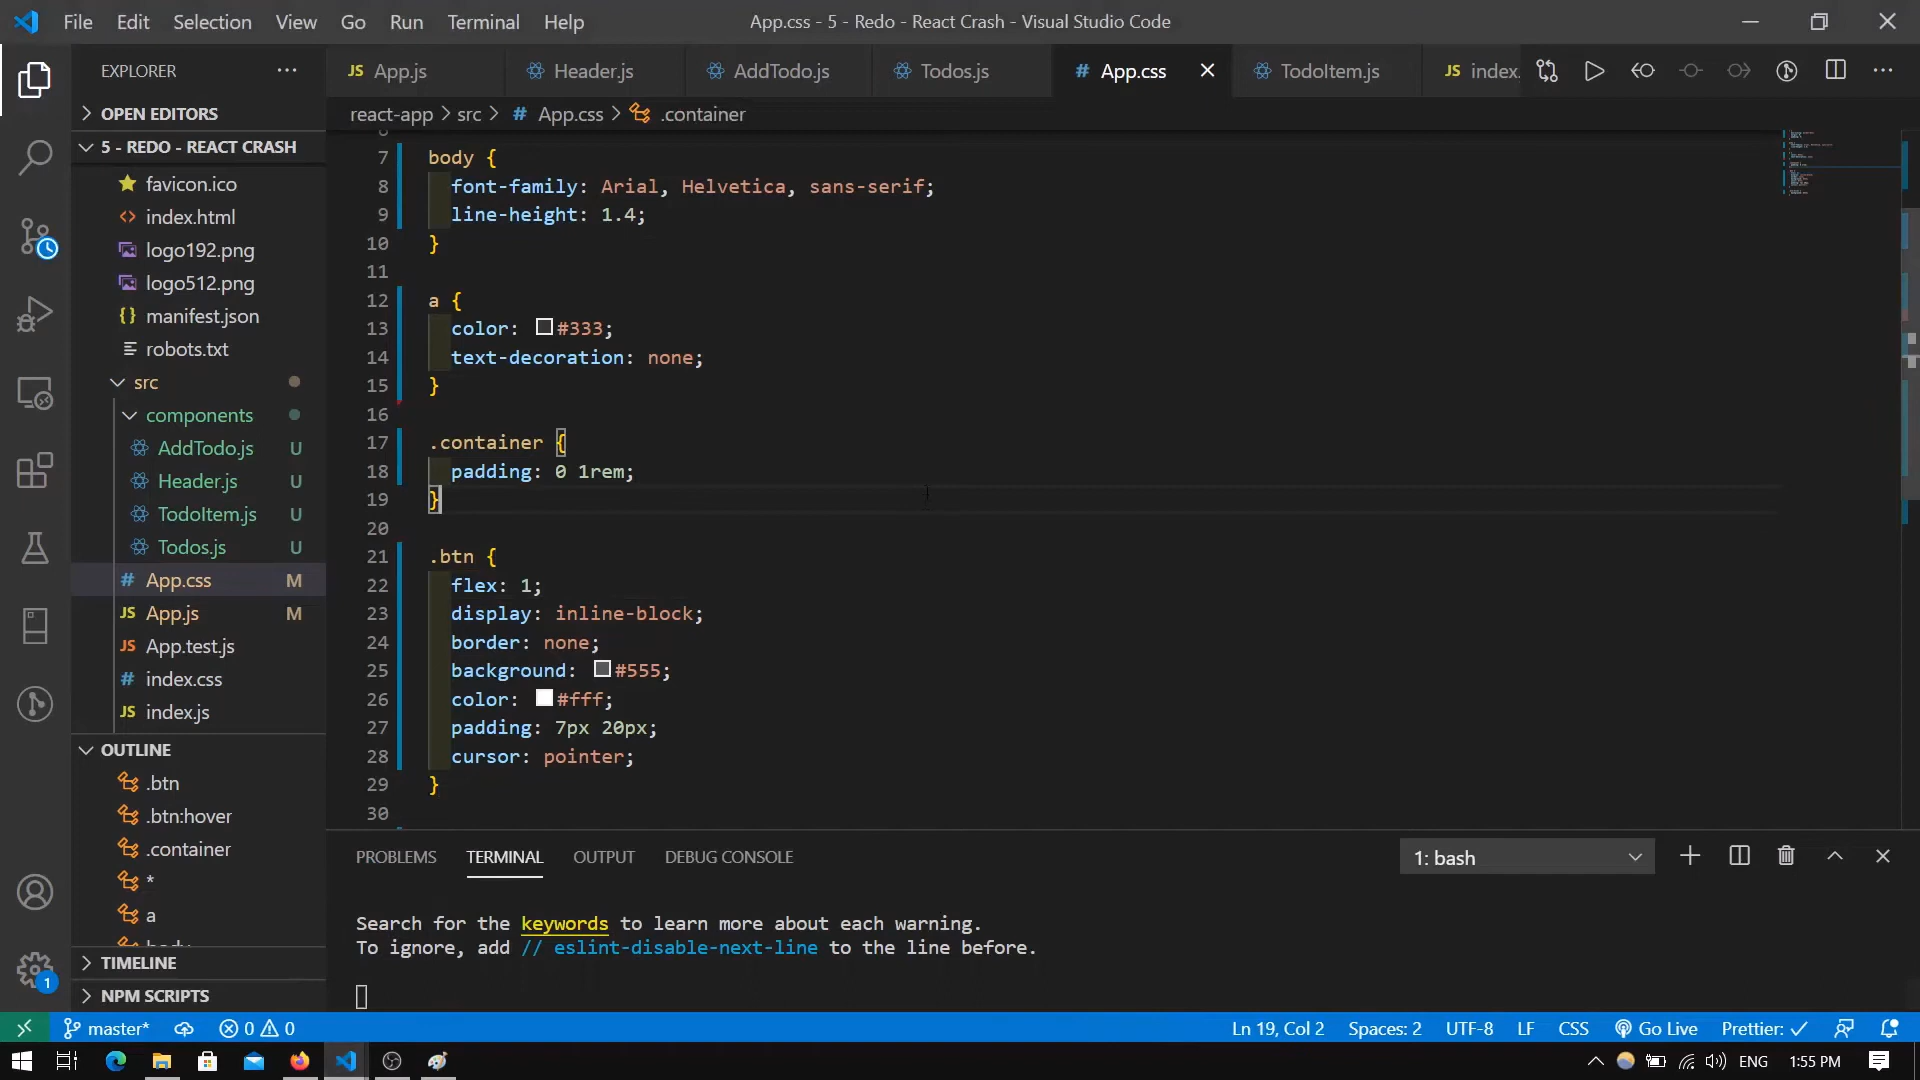 File Edit Selection View Go Run Terminal Help
App.css - 5 - Redo - React Crash - Visual Studio Code
EXPLORER
JS App.js
Header.js
AddTodo.js
Todos.js
# App.css
TodoItem.js
JS index.
OPEN EDITORS
react-app > src > # App.css > .container
5 - REDO - REACT CRASH
favicon.ico
index.html
logo192.png
logo512.png
{} manifest.json
robots.txt
src
components
AddTodo.js U
Header.js U
TodoItem.js U
Todos.js U
# App.css M
JS App.js M
JS App.test.js
# index.css
JS index.js
OUTLINE
.btn
.btn:hover
.container
*
a
body
TIMELINE
NPM SCRIPTS
1
6
7 body {
8 font-family: Arial, Helvetica, sans-serif;
9 line-height: 1.4;
10 }
11
12 a {
13 color: #333;
14 text-decoration: none;
15 }
16
17 .container {
18 padding: 0 1rem;
19 }
20
21 .btn {
22 flex: 1;
23 display: inline-block;
24 border: none;
25 background: #555;
26 color: #fff;
27 padding: 7px 20px;
28 cursor: pointer;
29 }
30
PROBLEMS TERMINAL OUTPUT DEBUG CONSOLE
1: bash
Search for the keywords to learn more about each warning.
To ignore, add // eslint-disable-next-line to the line before.
master* 0 0
Ln 19, Col 2 Spaces: 2 UTF-8 LF CSS Go Live Prettier: ✓
ENG 1:55 PM